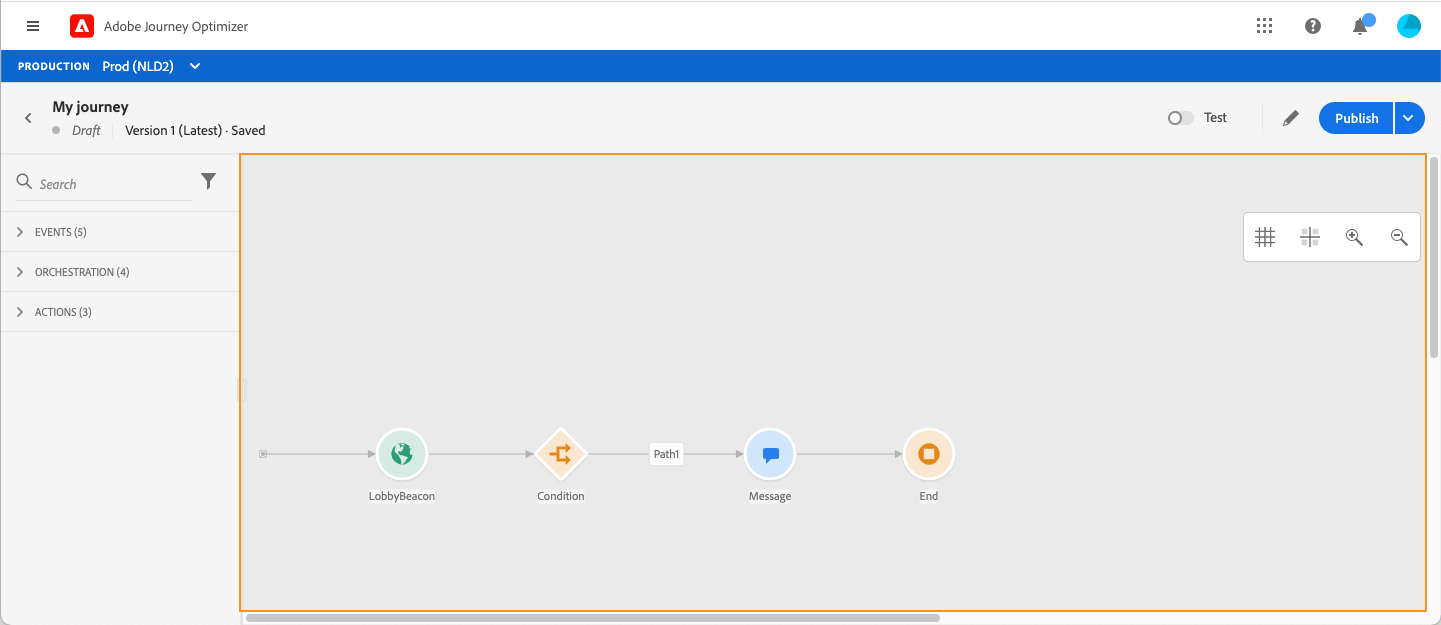 Adobe Journey Optimizer
PRODUCTION Prod (NLD2)
My journey
Draft Version 1 (Latest) · Saved
Test
Publish
Search
EVENTS (5)
ORCHESTRATION (4)
ACTIONS (3)
Path1
LobbyBeacon
Condition
Message
End